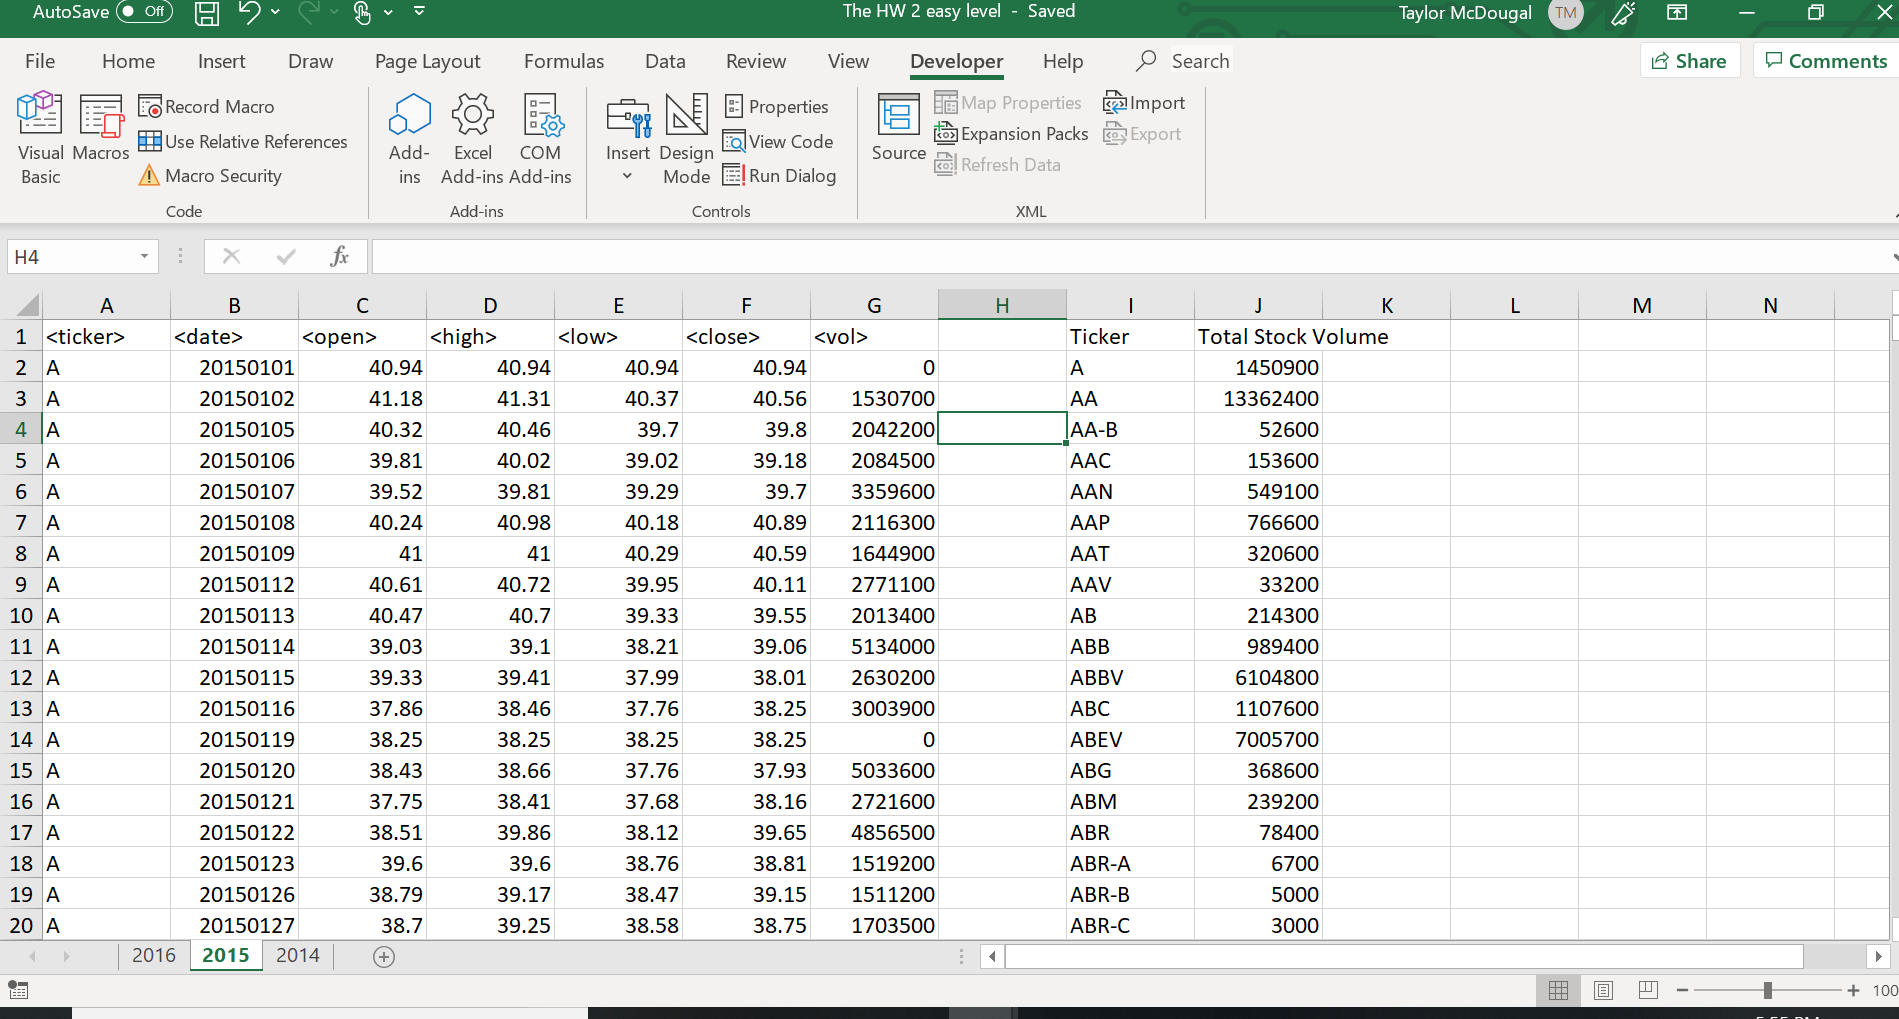 AutoSave Off The HW 2 easy level - Saved Taylor McDougal TM
File Home Insert Draw Page Layout Formulas Data Review View Developer Help Search Share Comments
Visual Basic
Macros
Record Macro
Use Relative References
Macro Security
Code
Add-ins
Excel Add-ins
COM Add-ins
Add-ins
Insert
Design Mode
Properties
View Code
Run Dialog
Controls
Source
Map Properties
Expansion Packs
Refresh Data
Import
Export
XML
H4 fx
A B C D E F G H I J K L M N
1 <ticker> <date> <open> <high> <low> <close> <vol> Ticker Total Stock Volume
2 A 20150101 40.94 40.94 40.94 40.94 0 A 1450900
3 A 20150102 41.18 41.31 40.37 40.56 1530700 AA 13362400
4 A 20150105 40.32 40.46 39.7 39.8 2042200 AA-B 52600
5 A 20150106 39.81 40.02 39.02 39.18 2084500 AAC 153600
6 A 20150107 39.52 39.81 39.29 39.7 3359600 AAN 549100
7 A 20150108 40.24 40.98 40.18 40.89 2116300 AAP 766600
8 A 20150109 41 41 40.29 40.59 1644900 AAT 320600
9 A 20150112 40.61 40.72 39.95 40.11 2771100 AAV 33200
10 A 20150113 40.47 40.7 39.33 39.55 2013400 AB 214300
11 A 20150114 39.03 39.1 38.21 39.06 5134000 ABB 989400
12 A 20150115 39.33 39.41 37.99 38.01 2630200 ABBV 6104800
13 A 20150116 37.86 38.46 37.76 38.25 3003900 ABC 1107600
14 A 20150119 38.25 38.25 38.25 38.25 0 ABEV 7005700
15 A 20150120 38.43 38.66 37.76 37.93 5033600 ABG 368600
16 A 20150121 37.75 38.41 37.68 38.16 2721600 ABM 239200
17 A 20150122 38.51 39.86 38.12 39.65 4856500 ABR 78400
18 A 20150123 39.6 39.6 38.76 38.81 1519200 ABR-A 6700
19 A 20150126 38.79 39.17 38.47 39.15 1511200 ABR-B 5000
20 A 20150127 38.7 39.25 38.58 38.75 1703500 ABR-C 3000
2016 2015 2014
100